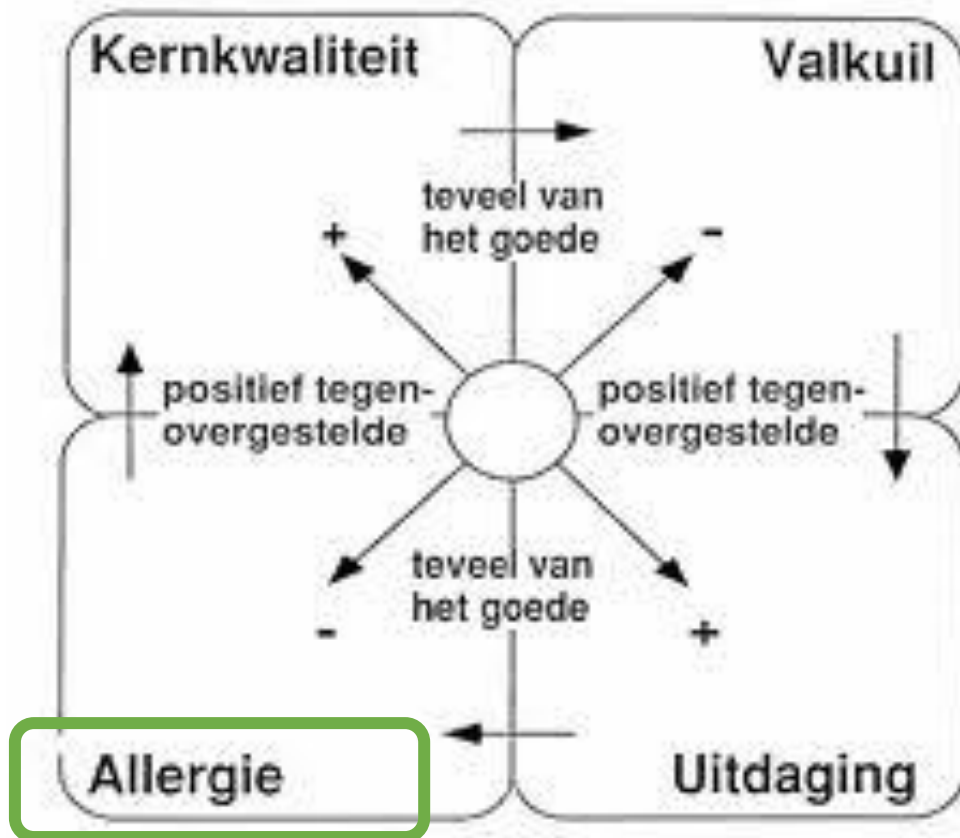 Kernkwaliteit
Valkuil
teveel van
het goede
+
-
positief tegen-
overgestelde
positief tegen-
overgestelde
teveel van
het goede
-
+
Allergie
Uitdaging